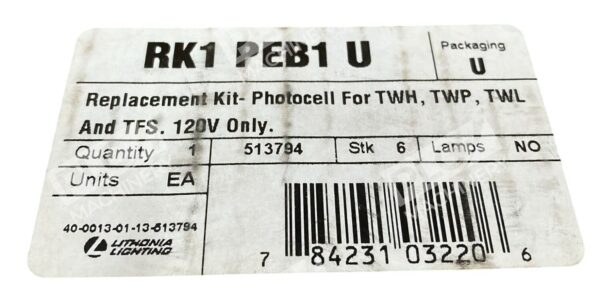 RK1 PEB1 U
Packaging
U
Replacement Kit- Photocell For TWH, TWP, TWL
And TFS. 120V Only.
Quantity 1 513794 Stk 6 Lamps NO
Units EA
40-0013-01-13-513794
LITHONIA
LIGHTING
7 84231 03220 6